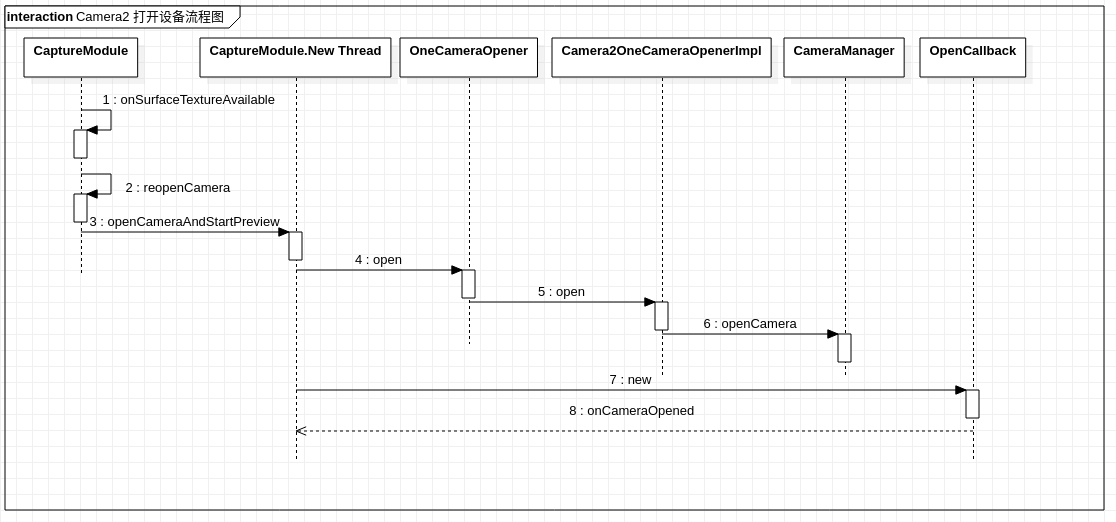 interaction Camera2 打开设备流程图
CaptureModule
CaptureModule.New Thread
OneCameraOpener
Camera2OneCameraOpenerImpl
CameraManager
OpenCallback
1 : onSurfaceTextureAvailable
2 : reopenCamera
3 : openCameraAndStartPreview
4 : open
5 : open
6 : openCamera
7 : new
8 : onCameraOpened